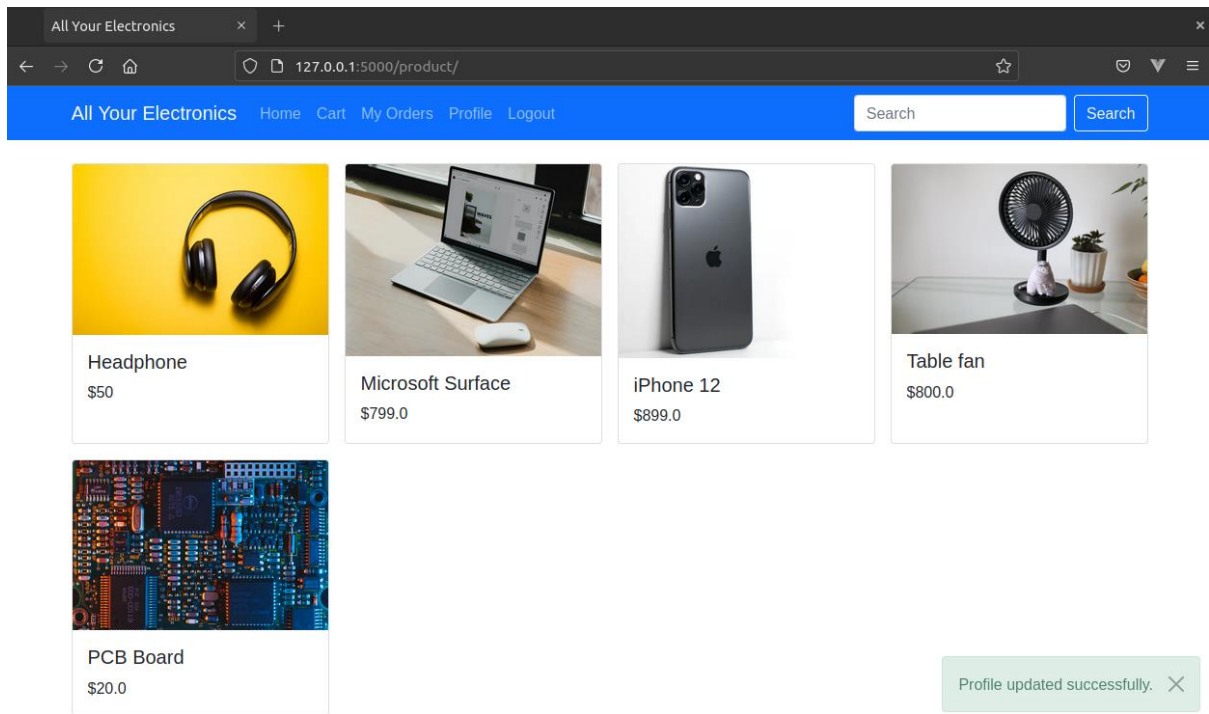 All Your Electronics
127.0.0.1:5000/product/
All Your Electronics Home Cart My Orders Profile Logout Search Search
Headphone
$50
Microsoft Surface
$799.0
iPhone 12
$899.0
Table fan
$800.0
PCB Board
$20.0
Profile updated successfully.